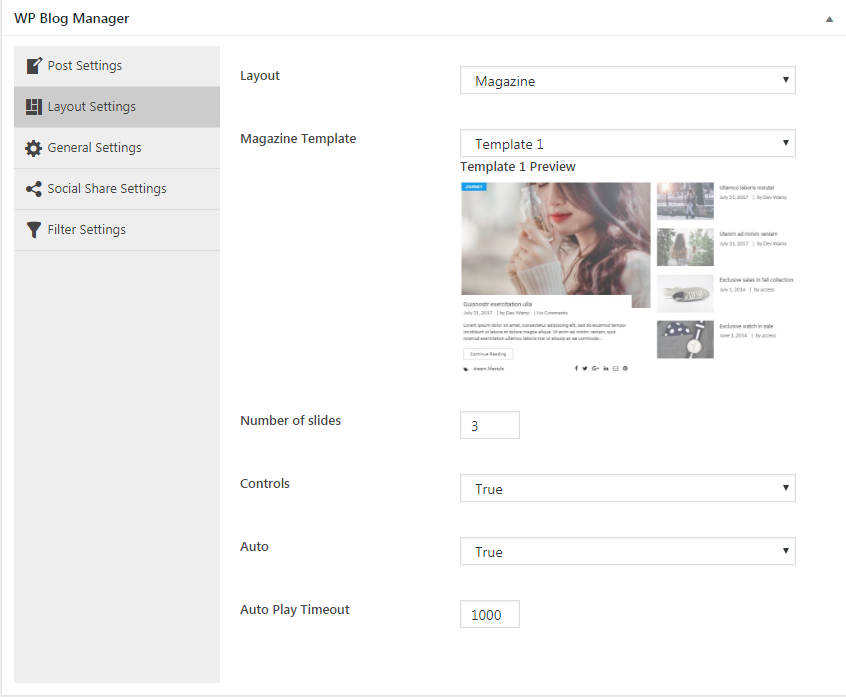 WP Blog Manager
Post Settings
Layout Settings
General Settings
Social Share Settings
Filter Settings
Layout
Magazine
Magazine Template
Template 1
Template 1 Preview
JOURNEY
Quisnostr exercitation ulla
July 31, 2017 | by Dev Wamu | No Comments
Lorem ipsum dolor sit amet, consectetur adipiscing elit, sed do eiusmod tempor
incididunt ut labore et dolore magna aliqua. Ut enim ad minim veniam, quis
nostrud exercitation ullamco laboris nisi ut aliquip ex ea commodo...
Continue Reading
dream, lifestyle
Ullamco laboris nisiutal
July 31, 2017 | by Dev Wamu
Utenim ad minim veniam
July 31, 2017 | by Dev Wamu
Exclusive sales in fall collection
July 1, 2014 | by access
Exclusive watch in sale
June 1, 2014 | by access
Number of slides
3
Controls
True
Auto
True
Auto Play Timeout
1000